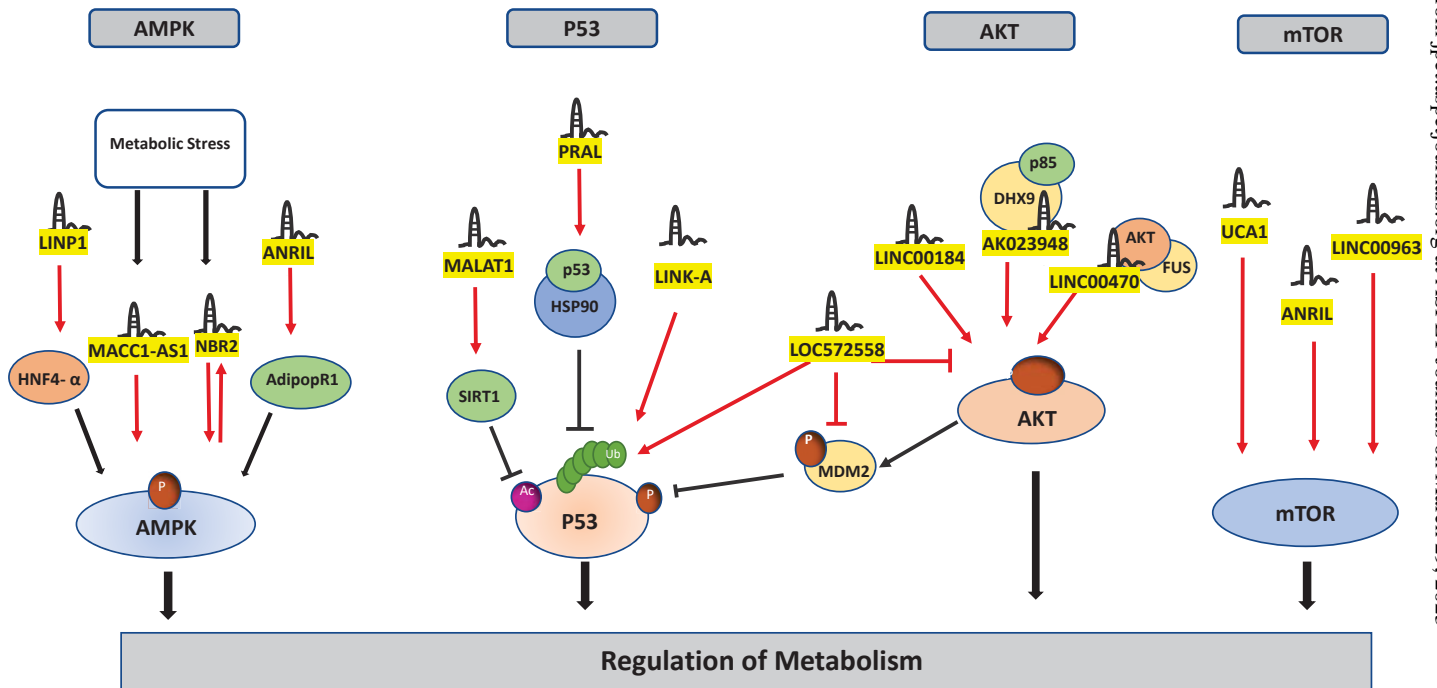 AMPK
P53
AKT
mTOR
Metabolic Stress
LINP1
ANRIL
MACC1-AS1
NBR2
HNF4- α
AdipopR1
P
AMPK
PRAL
MALAT1
p53
HSP90
LINK-A
SIRT1
Ub
Ac
P
P53
p85
DHX9
LINC00184
AK023948
AKT
FUS
LINC00470
LOC572558
P
MDM2
AKT
UCA1
LINC00963
ANRIL
mTOR
Regulation of Metabolism